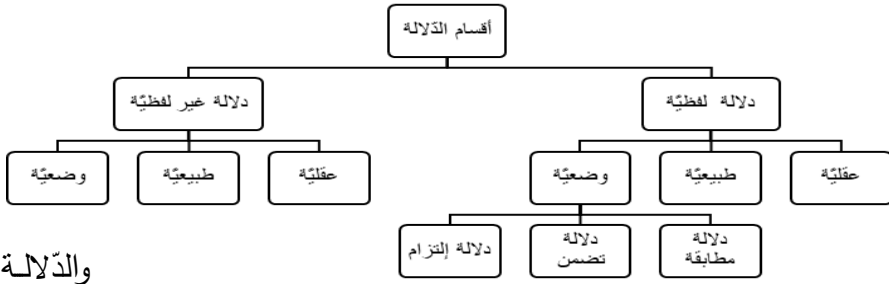 أقسام الدّلالة
دلالة لفظيّة
دلالة غير لفظيّة
عقليّة
طبيعيّة
وضعيّة
عقليّة
طبيعيّة
وضعيّة
دلالة
مطابقة
دلالة
تضمن
دلالة إلتزام
والدّلالـة